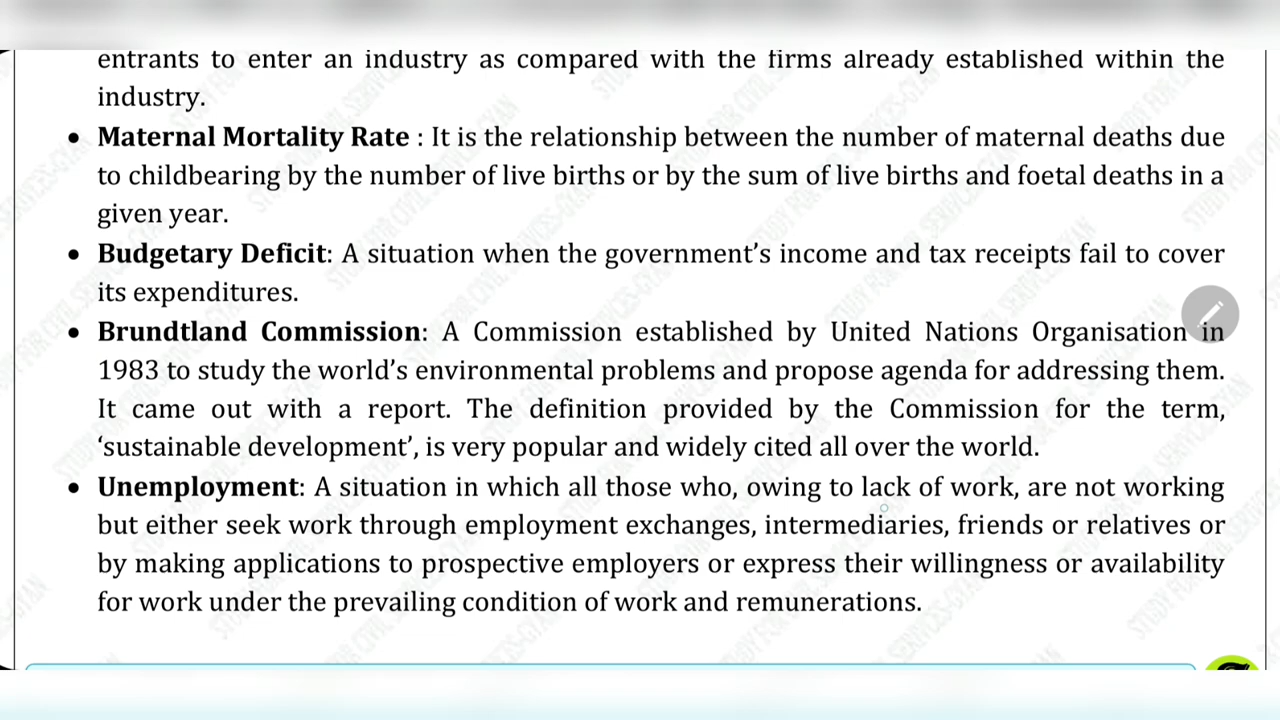 entrants to enter an industry as compared with the firms already established within the
industry.
• Maternal Mortality Rate : It is the relationship between the number of maternal deaths due
to childbearing by the number of live births or by the sum of live births and foetal deaths in a
given year.
• Budgetary Deficit: A situation when the government’s income and tax receipts fail to cover
its expenditures.
• Brundtland Commission: A Commission established by United Nations Organisation in
1983 to study the world’s environmental problems and propose agenda for addressing them.
It came out with a report. The definition provided by the Commission for the term,
‘sustainable development’, is very popular and widely cited all over the world.
• Unemployment: A situation in which all those who, owing to lack of work, are not working
but either seek work through employment exchanges, intermediaries, friends or relatives or
by making applications to prospective employers or express their willingness or availability
for work under the prevailing condition of work and remunerations.